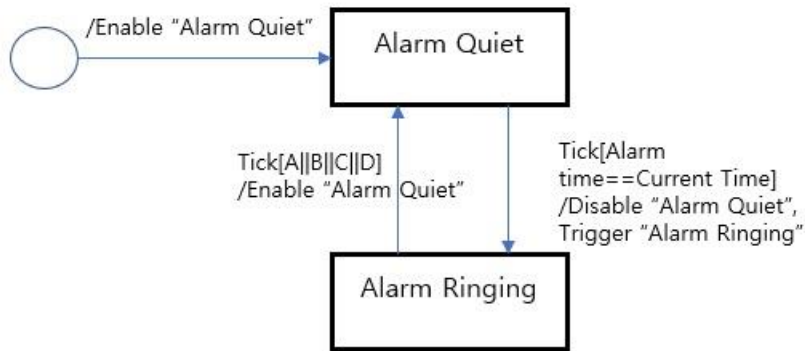 /Enable “Alarm Quiet”
Alarm Quiet
Tick[A||B||C||D]
/Enable “Alarm Quiet”
Tick[Alarm
time==Current Time]
/Disable “Alarm Quiet”,
Trigger “Alarm Ringing”
Alarm Ringing